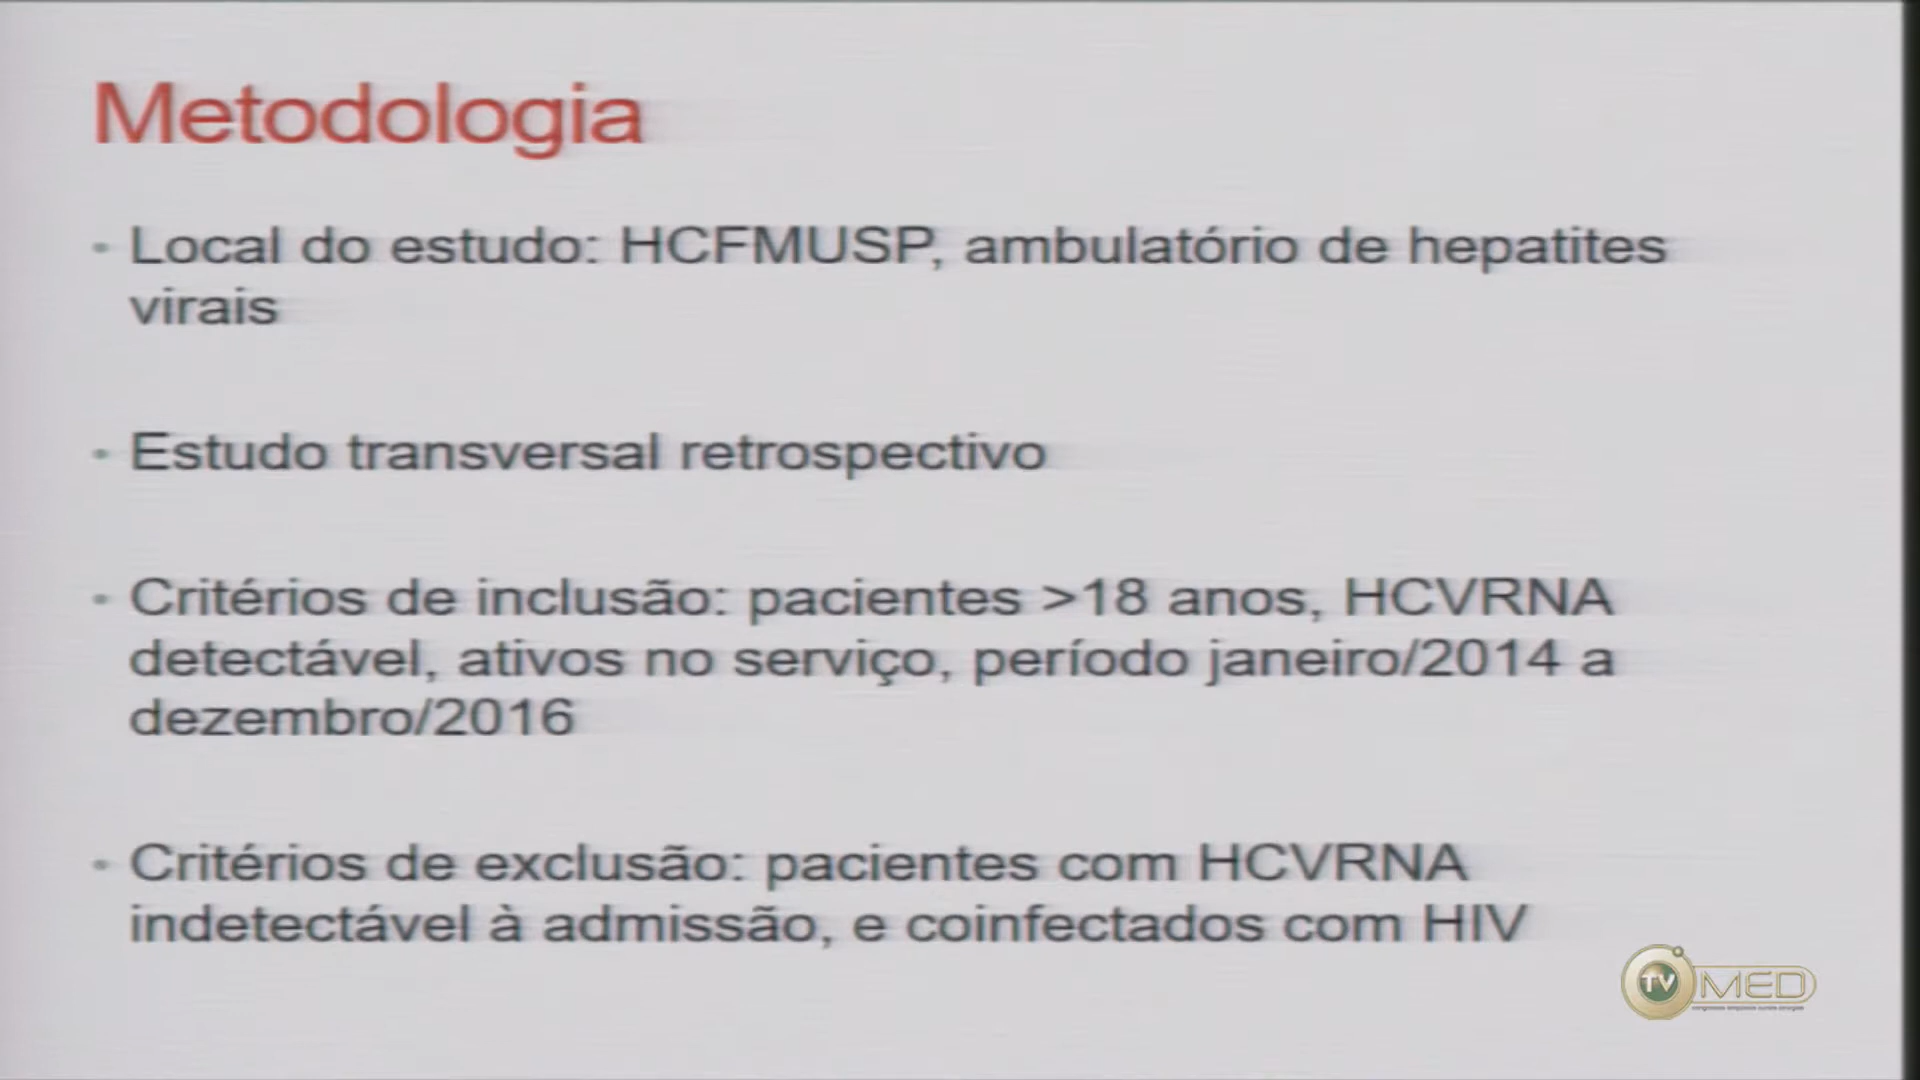 Metodologia
• Local do estudo: HCFMUSP, ambulatório de hepatites
virais
• Estudo transversal retrospectivo
• Critérios de inclusão: pacientes >18 anos, HCVRNA
detectável, ativos no serviço, período janeiro/2014 a
dezembro/2016
• Critérios de exclusão: pacientes com HCVRNA
indetectável à admissão, e coinfectados com HIV
TV MED